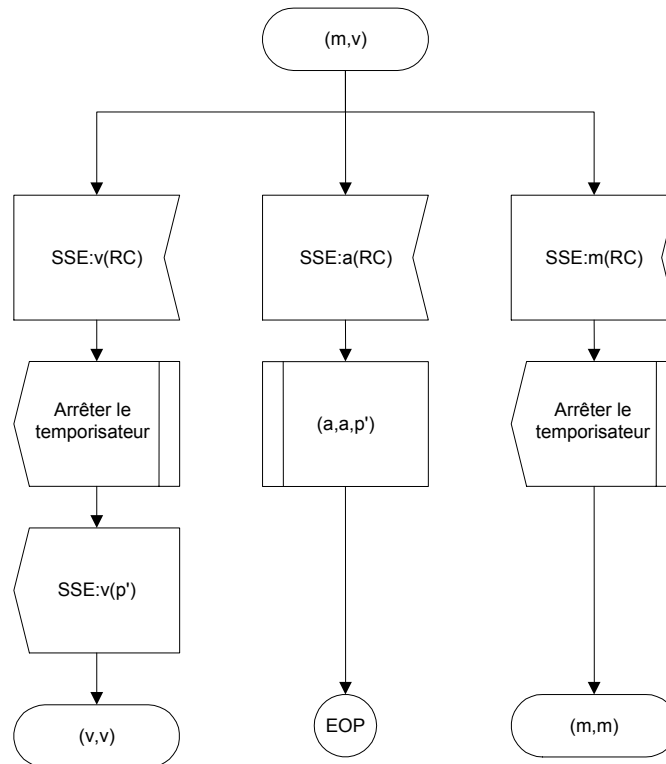 (m,v)
SSE:v(RC)
SSE:a(RC)
SSE:m(RC)
Arrêter le
temporisateur
(a,a,p')
Arrêter le
temporisateur
SSE:v(p')
(v,v)
EOP
(m,m)